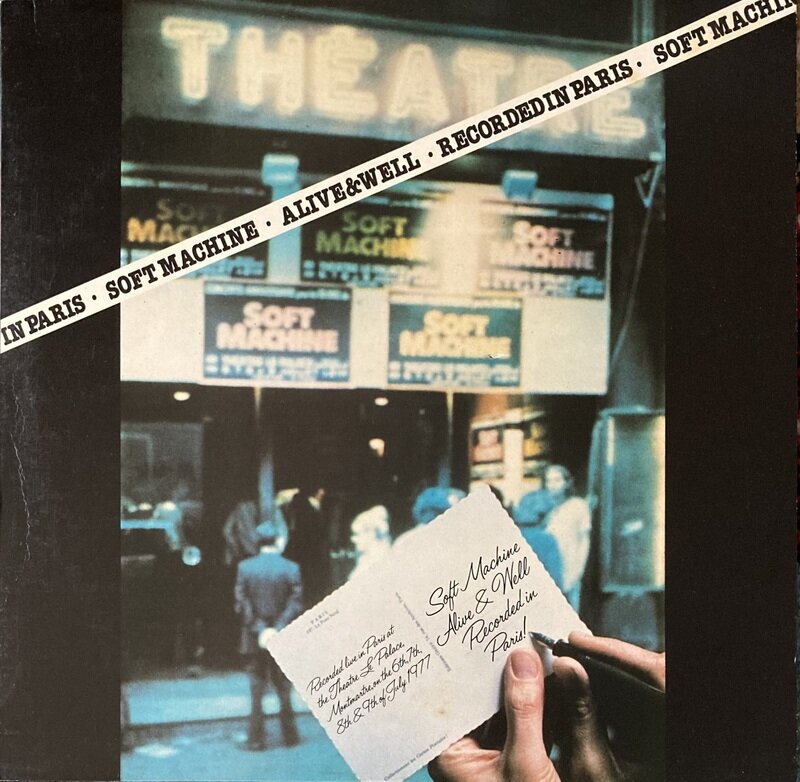 THÉATRE
IN PARIS · SOFT MACHINE · ALIVE & WELL · RECORDED IN PARIS · SOFT MACHIN
SOFT
MACHINE
SOFT
MACHINE
SOFT
MACHINE
SOFT
MACHINE
SOFT
MACHINE
PARIS
Recorded live in Paris at
the Theatre Le Palace,
Montmartre, on the 6th, 7th,
8th & 9th of July 1977
Soft Machine
Alive & Well
Recorded in
Paris!